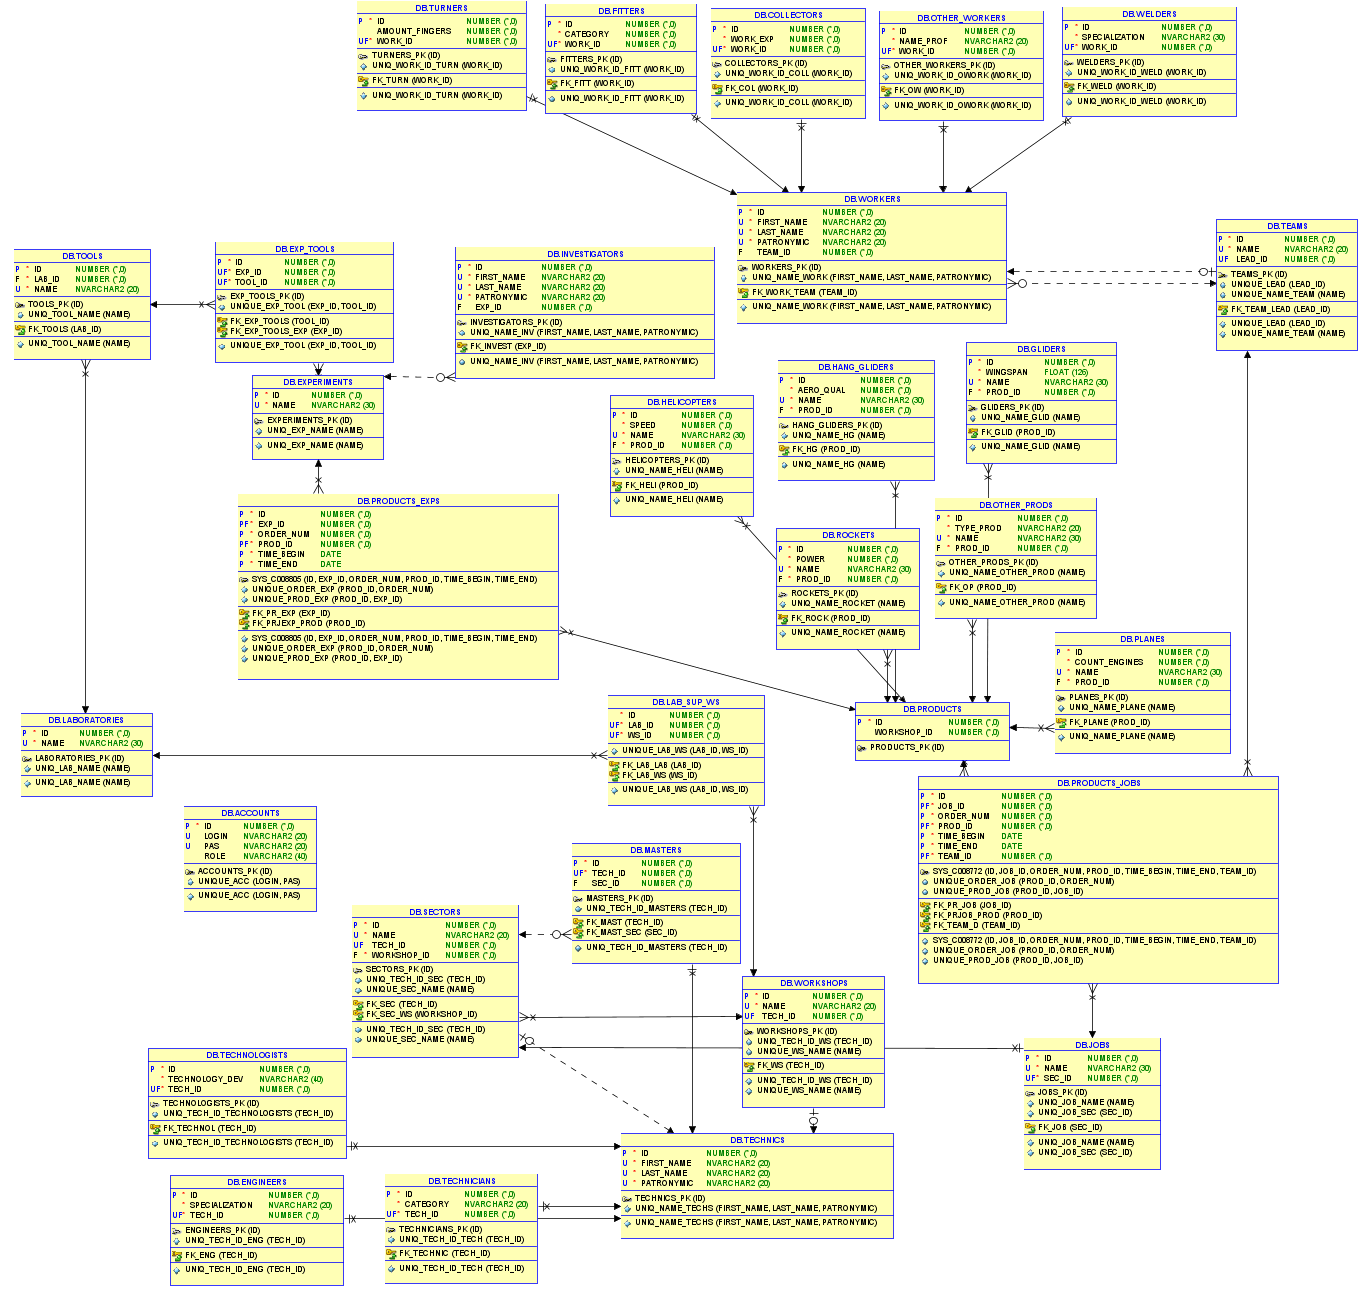 DB.TURNERS
P * ID NUMBER (*,0)
AMOUNT_FINGERS NUMBER (*,0)
UF* WORK_ID NUMBER (*,0)
TURNERS_PK (ID)
UNIQ_WORK_ID_TURN (WORK_ID)
FK_TURN (WORK_ID)
UNIQ_WORK_ID_TURN (WORK_ID)
DB.FITTERS
P * ID NUMBER (*,0)
* CATEGORY NUMBER (*,0)
UF* WORK_ID NUMBER (*,0)
FITTERS_PK (ID)
UNIQ_WORK_ID_FITT (WORK_ID)
FK_FITT (WORK_ID)
UNIQ_WORK_ID_FITT (WORK_ID)
DB.COLLECTORS
P * ID NUMBER (*,0)
* WORK_EXP NUMBER (*,0)
UF* WORK_ID NUMBER (*,0)
COLLECTORS_PK (ID)
UNIQ_WORK_ID_COLL (WORK_ID)
FK_COL (WORK_ID)
UNIQ_WORK_ID_COLL (WORK_ID)
DB.OTHER_WORKERS
P * ID NUMBER (*,0)
* NAME_PROF NVARCHAR2 (20)
UF* WORK_ID NUMBER (*,0)
OTHER_WORKERS_PK (ID)
UNIQ_WORK_ID_OWORK (WORK_ID)
FK_OW (WORK_ID)
UNIQ_WORK_ID_OWORK (WORK_ID)
DB.WELDERS
P * ID NUMBER (*,0)
* SPECIALIZATION NVARCHAR2 (30)
UF* WORK_ID NUMBER (*,0)
WELDERS_PK (ID)
UNIQ_WORK_ID_WELD (WORK_ID)
FK_WELD (WORK_ID)
UNIQ_WORK_ID_WELD (WORK_ID)
DB.WORKERS
P * ID NUMBER (*,0)
U * FIRST_NAME NVARCHAR2 (20)
U * LAST_NAME NVARCHAR2 (20)
U * PATRONYMIC NVARCHAR2 (20)
F TEAM_ID NUMBER (*,0)
WORKERS_PK (ID)
UNIQ_NAME_WORK (FIRST_NAME, LAST_NAME, PATRONYMIC)
FK_WORK_TEAM (TEAM_ID)
UNIQ_NAME_WORK (FIRST_NAME, LAST_NAME, PATRONYMIC)
DB.TEAMS
P * ID NUMBER (*,0)
U * NAME NVARCHAR2 (20)
UF LEAD_ID NUMBER (*,0)
TEAMS_PK (ID)
UNIQUE_LEAD (LEAD_ID)
UNIQUE_NAME_TEAM (NAME)
FK_TEAM_LEAD (LEAD_ID)
UNIQUE_LEAD (LEAD_ID)
UNIQUE_NAME_TEAM (NAME)
DB.TOOLS
P * ID NUMBER (*,0)
F * LAB_ID NUMBER (*,0)
U * NAME NVARCHAR2 (20)
TOOLS_PK (ID)
UNIQ_TOOL_NAME (NAME)
FK_TOOLS (LAB_ID)
UNIQ_TOOL_NAME (NAME)
DB.EXP_TOOLS
P * ID NUMBER (*,0)
UF* EXP_ID NUMBER (*,0)
UF* TOOL_ID NUMBER (*,0)
EXP_TOOLS_PK (ID)
UNIQUE_EXP_TOOL (EXP_ID, TOOL_ID)
FK_EXP_TOOLS (TOOL_ID)
FK_EXP_TOOLS_EXP (EXP_ID)
UNIQUE_EXP_TOOL (EXP_ID, TOOL_ID)
DB.INVESTIGATORS
P * ID NUMBER (*,0)
U * FIRST_NAME NVARCHAR2 (20)
U * LAST_NAME NVARCHAR2 (20)
U * PATRONYMIC NVARCHAR2 (20)
F EXP_ID NUMBER (*,0)
INVESTIGATORS_PK (ID)
UNIQ_NAME_INV (FIRST_NAME, LAST_NAME, PATRONYMIC)
FK_INVEST (EXP_ID)
UNIQ_NAME_INV (FIRST_NAME, LAST_NAME, PATRONYMIC)
DB.EXPERIMENTS
P * ID NUMBER (*,0)
U * NAME NVARCHAR2 (30)
EXPERIMENTS_PK (ID)
UNIQ_EXP_NAME (NAME)
UNIQ_EXP_NAME (NAME)
DB.HELICOPTERS
P * ID NUMBER (*,0)
* SPEED NUMBER (*,0)
U * NAME NVARCHAR2 (30)
F * PROD_ID NUMBER (*,0)
HELICOPTERS_PK (ID)
UNIQ_NAME_HELI (NAME)
FK_HELI (PROD_ID)
UNIQ_NAME_HELI (NAME)
DB.HANG_GLIDERS
P * ID NUMBER (*,0)
* AERO_QUAL NUMBER (*,0)
U * NAME NVARCHAR2 (30)
F * PROD_ID NUMBER (*,0)
HANG_GLIDERS_PK (ID)
UNIQ_NAME_HG (NAME)
FK_HG (PROD_ID)
UNIQ_NAME_HG (NAME)
DB.GLIDERS
P * ID NUMBER (*,0)
* WINGSPAN FLOAT (126)
U * NAME NVARCHAR2 (30)
F * PROD_ID NUMBER (*,0)
GLIDERS_PK (ID)
UNIQ_NAME_GLID (NAME)
FK_GLID (PROD_ID)
UNIQ_NAME_GLID (NAME)
DB.PRODUCTS_EXPS
P * ID NUMBER (*,0)
PF* EXP_ID NUMBER (*,0)
P * ORDER_NUM NUMBER (*,0)
PF* PROD_ID NUMBER (*,0)
P * TIME_BEGIN DATE
P * TIME_END DATE
SYS_C008805 (ID, EXP_ID, ORDER_NUM, PROD_ID, TIME_BEGIN, TIME_END)
UNIQUE_ORDER_EXP (PROD_ID, ORDER_NUM)
UNIQUE_PROD_EXP (PROD_ID, EXP_ID)
FK_PR_EXP (EXP_ID)
FK_PRJEXP_PROD (PROD_ID)
SYS_C008805 (ID, EXP_ID, ORDER_NUM, PROD_ID, TIME_BEGIN, TIME_END)
UNIQUE_ORDER_EXP (PROD_ID, ORDER_NUM)
UNIQUE_PROD_EXP (PROD_ID, EXP_ID)
DB.ROCKETS
P * ID NUMBER (*,0)
* POWER NUMBER (*,0)
U * NAME NVARCHAR2 (30)
F * PROD_ID NUMBER (*,0)
ROCKETS_PK (ID)
UNIQ_NAME_ROCKET (NAME)
FK_ROCK (PROD_ID)
UNIQ_NAME_ROCKET (NAME)
DB.OTHER_PRODS
P * ID NUMBER (*,0)
* TYPE_PROD NVARCHAR2 (20)
U * NAME NVARCHAR2 (30)
F * PROD_ID NUMBER (*,0)
OTHER_PRODS_PK (ID)
UNIQ_NAME_OTHER_PROD (NAME)
FK_OP (PROD_ID)
UNIQ_NAME_OTHER_PROD (NAME)
DB.PLANES
P * ID NUMBER (*,0)
* COUNT_ENGINES NUMBER (*,0)
U * NAME NVARCHAR2 (30)
F * PROD_ID NUMBER (*,0)
PLANES_PK (ID)
UNIQ_NAME_PLANE (NAME)
FK_PLANE (PROD_ID)
UNIQ_NAME_PLANE (NAME)
DB.LABORATORIES
P * ID NUMBER (*,0)
U * NAME NVARCHAR2 (30)
LABORATORIES_PK (ID)
UNIQ_LAB_NAME (NAME)
UNIQ_LAB_NAME (NAME)
DB.LAB_SUP_WS
* ID NUMBER (*,0)
UF* LAB_ID NUMBER (*,0)
UF* WS_ID NUMBER (*,0)
UNIQUE_LAB_WS (LAB_ID, WS_ID)
FK_LAB_LAB (LAB_ID)
FK_LAB_WS (WS_ID)
UNIQUE_LAB_WS (LAB_ID, WS_ID)
DB.PRODUCTS
P * ID NUMBER (*,0)
WORKSHOP_ID NUMBER (*,0)
PRODUCTS_PK (ID)
DB.PRODUCTS_JOBS
P * ID NUMBER (*,0)
PF* JOB_ID NUMBER (*,0)
P * ORDER_NUM NUMBER (*,0)
PF* PROD_ID NUMBER (*,0)
P * TIME_BEGIN DATE
P * TIME_END DATE
PF* TEAM_ID NUMBER (*,0)
SYS_C008772 (ID, JOB_ID, ORDER_NUM, PROD_ID, TIME_BEGIN, TIME_END, TEAM_ID)
UNIQUE_ORDER_JOB (PROD_ID, ORDER_NUM)
UNIQUE_PROD_JOB (PROD_ID, JOB_ID)
FK_PR_JOB (JOB_ID)
FK_PRJOB_PROD (PROD_ID)
FK_TEAM_D (TEAM_ID)
SYS_C008772 (ID, JOB_ID, ORDER_NUM, PROD_ID, TIME_BEGIN, TIME_END, TEAM_ID)
UNIQUE_ORDER_JOB (PROD_ID, ORDER_NUM)
UNIQUE_PROD_JOB (PROD_ID, JOB_ID)
DB.ACCOUNTS
P * ID NUMBER (*,0)
U LOGIN NVARCHAR2 (20)
U PAS NVARCHAR2 (20)
ROLE NVARCHAR2 (40)
ACCOUNTS_PK (ID)
UNIQUE_ACC (LOGIN, PAS)
UNIQUE_ACC (LOGIN, PAS)
DB.MASTERS
P * ID NUMBER (*,0)
UF* TECH_ID NUMBER (*,0)
F SEC_ID NUMBER (*,0)
MASTERS_PK (ID)
UNIQ_TECH_ID_MASTERS (TECH_ID)
FK_MAST (TECH_ID)
FK_MAST_SEC (SEC_ID)
UNIQ_TECH_ID_MASTERS (TECH_ID)
DB.SECTORS
P * ID NUMBER (*,0)
U * NAME NVARCHAR2 (20)
UF TECH_ID NUMBER (*,0)
F * WORKSHOP_ID NUMBER (*,0)
SECTORS_PK (ID)
UNIQ_TECH_ID_SEC (TECH_ID)
UNIQUE_SEC_NAME (NAME)
FK_SEC (TECH_ID)
FK_SEC_WS (WORKSHOP_ID)
UNIQ_TECH_ID_SEC (TECH_ID)
UNIQUE_SEC_NAME (NAME)
DB.WORKSHOPS
P * ID NUMBER (*,0)
U * NAME NVARCHAR2 (20)
UF TECH_ID NUMBER (*,0)
WORKSHOPS_PK (ID)
UNIQ_TECH_ID_WS (TECH_ID)
UNIQUE_WS_NAME (NAME)
FK_WS (TECH_ID)
UNIQ_TECH_ID_WS (TECH_ID)
UNIQUE_WS_NAME (NAME)
DB.JOBS
P * ID NUMBER (*,0)
U * NAME NVARCHAR2 (30)
UF* SEC_ID NUMBER (*,0)
JOBS_PK (ID)
UNIQ_JOB_NAME (NAME)
UNIQ_JOB_SEC (SEC_ID)
FK_JOB (SEC_ID)
UNIQ_JOB_NAME (NAME)
UNIQ_JOB_SEC (SEC_ID)
DB.TECHNOLOGISTS
P * ID NUMBER (*,0)
* TECHNOLOGY_DEV NVARCHAR2 (40)
UF* TECH_ID NUMBER (*,0)
TECHNOLOGISTS_PK (ID)
UNIQ_TECH_ID_TECHNOLOGISTS (TECH_ID)
FK_TECHNOL (TECH_ID)
UNIQ_TECH_ID_TECHNOLOGISTS (TECH_ID)
DB.TECHNICS
P * ID NUMBER (*,0)
U * FIRST_NAME NVARCHAR2 (20)
U * LAST_NAME NVARCHAR2 (20)
U * PATRONYMIC NVARCHAR2 (20)
TECHNICS_PK (ID)
UNIQ_NAME_TECHS (FIRST_NAME, LAST_NAME, PATRONYMIC)
UNIQ_NAME_TECHS (FIRST_NAME, LAST_NAME, PATRONYMIC)
DB.ENGINEERS
P * ID NUMBER (*,0)
* SPECIALIZATION NVARCHAR2 (20)
UF* TECH_ID NUMBER (*,0)
ENGINEERS_PK (ID)
UNIQ_TECH_ID_ENG (TECH_ID)
FK_ENG (TECH_ID)
UNIQ_TECH_ID_ENG (TECH_ID)
DB.TECHNICIANS
P * ID NUMBER (*,0)
* CATEGORY NVARCHAR2 (20)
UF* TECH_ID NUMBER (*,0)
TECHNICIANS_PK (ID)
UNIQ_TECH_ID_TECH (TECH_ID)
FK_TECHNIC (TECH_ID)
UNIQ_TECH_ID_TECH (TECH_ID)